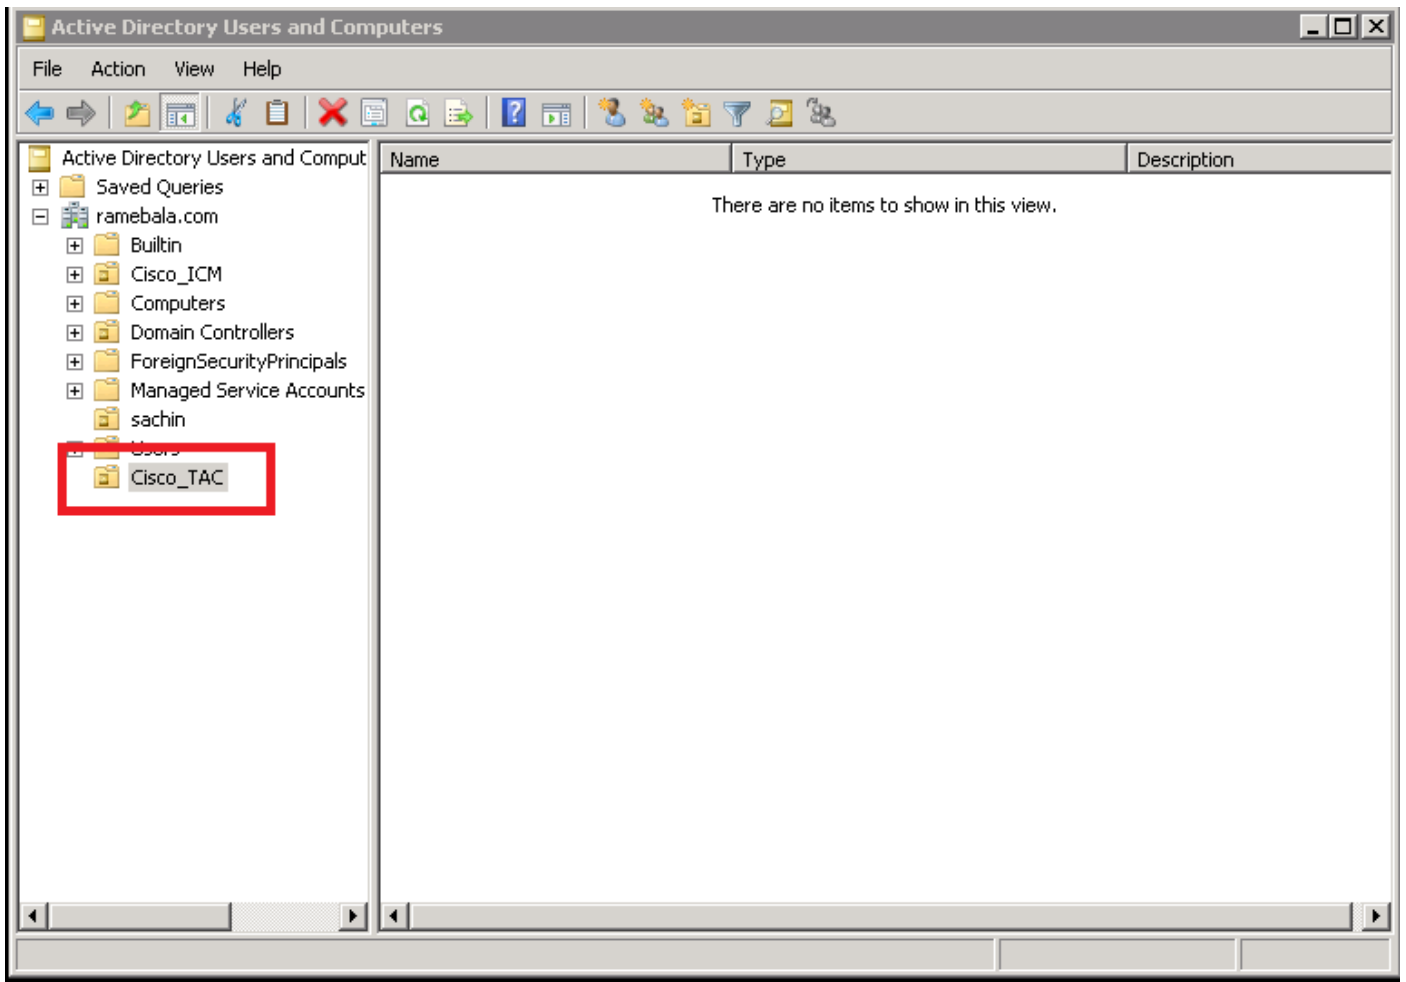 Active Directory Users and Computers
File Action View Help
Active Directory Users and Comput
Name Type Description
Saved Queries
There are no items to show in this view.
ramebala.com
Builtin
Cisco_ICM
Computers
Domain Controllers
ForeignSecurityPrincipals
Managed Service Accounts
sachin
Users
Cisco_TAC